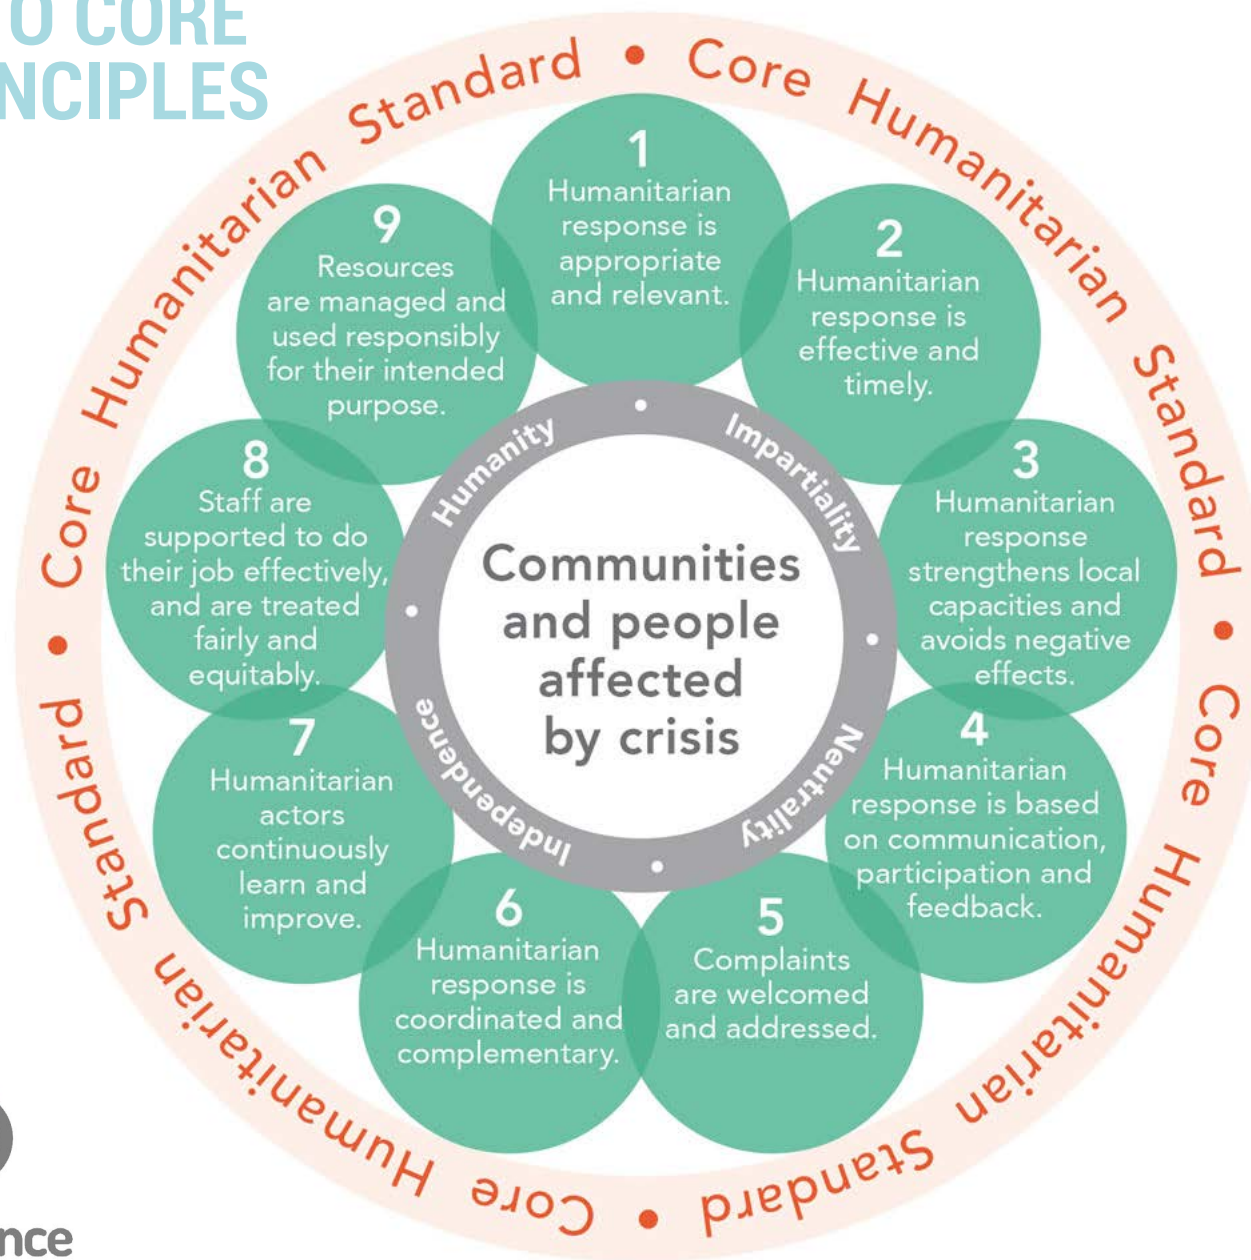 O CORE
NCIPLES
Core Humanitarian Standard • Core Humanitarian Standard • Core Humanitarian Standard • Core Humanitarian Standard •
1
Humanitarian
response is
appropriate
and relevant.
2
Humanitarian
response is
effective and
timely.
3
Humanitarian
response
strengthens local
capacities and
avoids negative
effects.
4
Humanitarian
response is based
on communication,
participation and
feedback.
5
Complaints
are welcomed
and addressed.
6
Humanitarian
response is
coordinated and
complementary.
7
Humanitarian
actors
continuously
learn and
improve.
8
Staff are
supported to do
their job effectively,
and are treated
fairly and
equitably.
9
Resources
are managed and
used responsibly
for their intended
purpose.
Humanity • Impartiality • Neutrality • Independence •
Communities
and people
affected
by crisis
nce